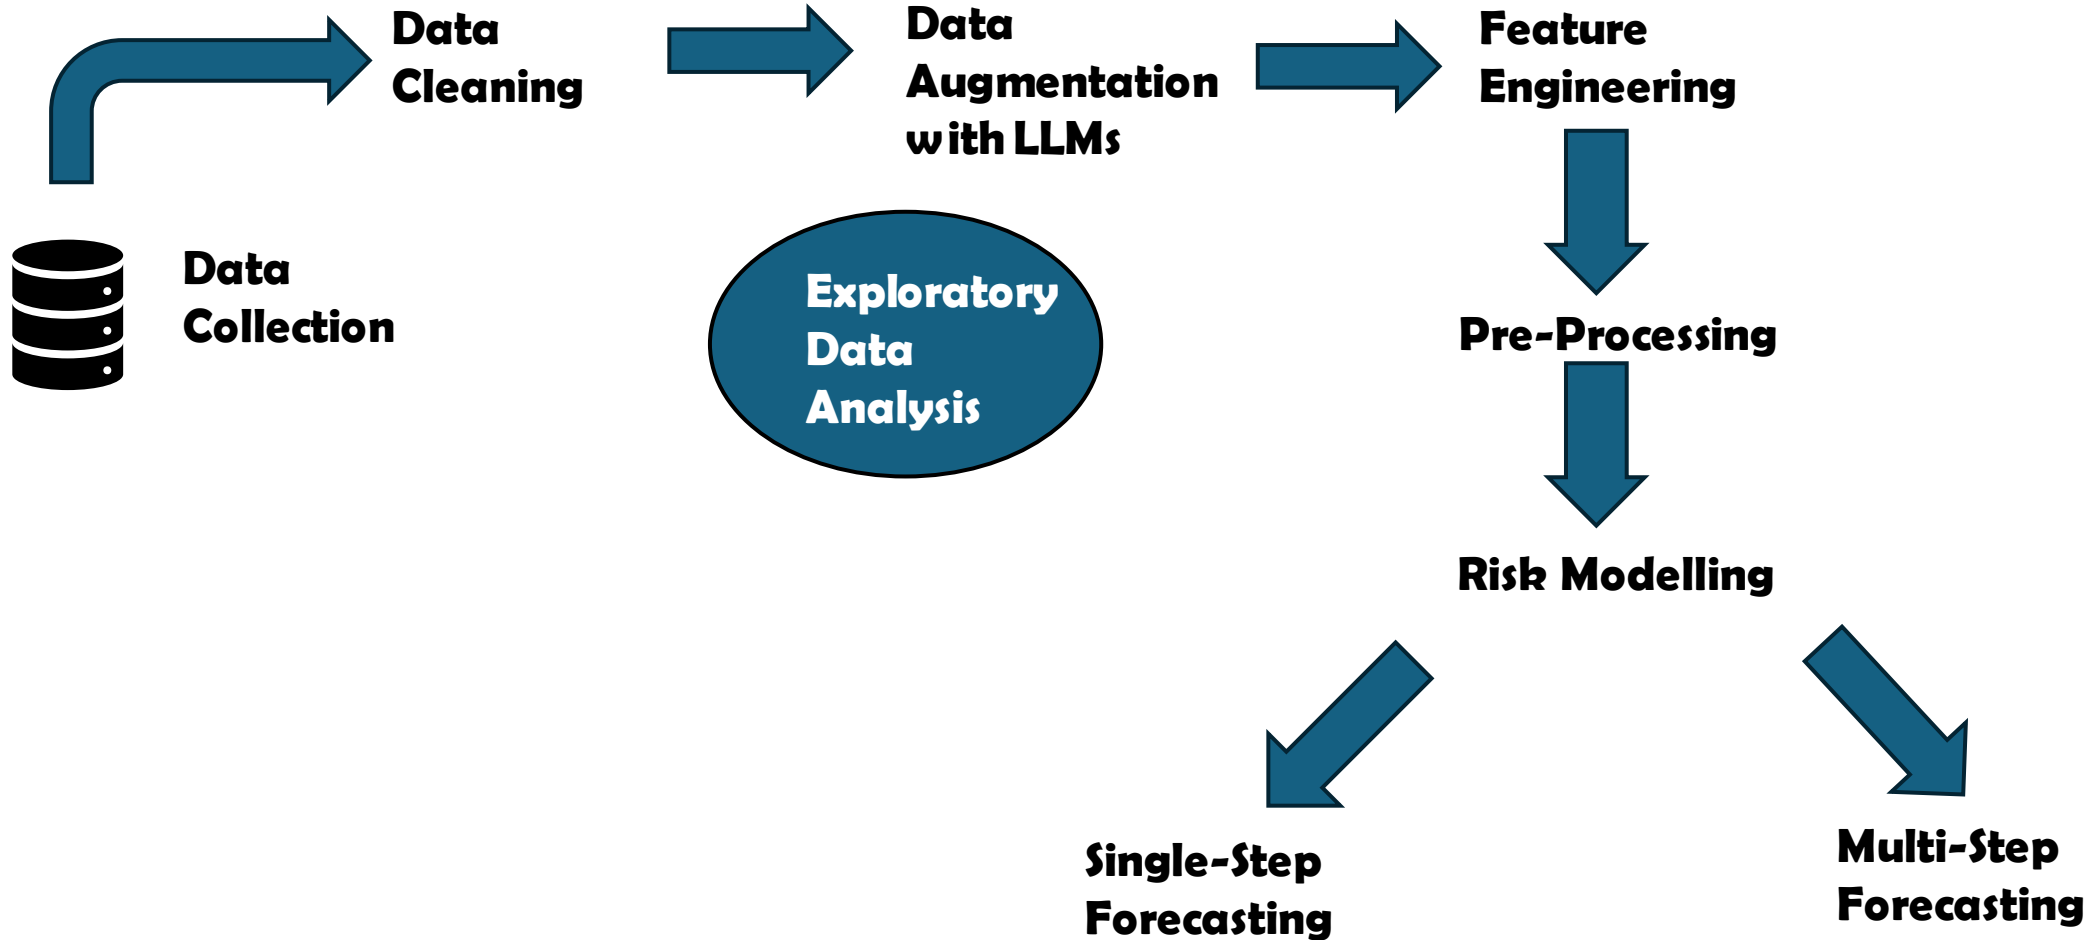 Data
Cleaning
Data
Augmentation
with LLMs
Feature
Engineering
Data
Collection
Exploratory
Data
Analysis
Pre-Processing
Risk Modelling
Single-Step
Forecasting
Multi-Step
Forecasting